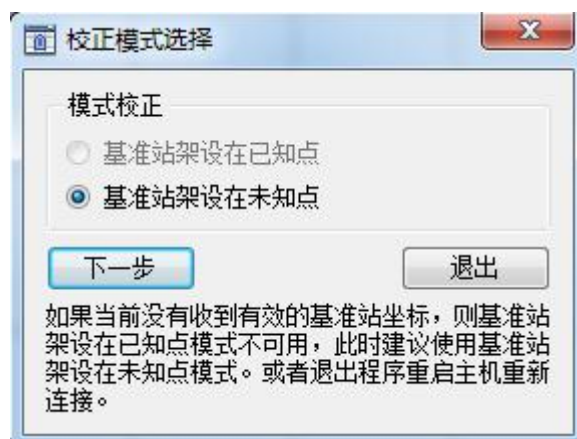 校正模式选择
模式校正
基准站架设在已知点
基准站架设在未知点
下一步
退出
如果当前没有收到有效的基准站坐标，则基准站
架设在已知点模式不可用，此时建议使用基准站
架设在未知点模式。或者退出程序重启主机重新
连接。